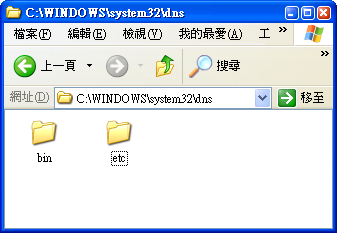 C:\WINDOWS\system32\dns
檔案(F) 編輯(E) 檢視(V) 我的最愛(A) 工 »
上一頁 搜尋 »
網址(D) C:\WINDOWS\system32\dns 移至
bin etc